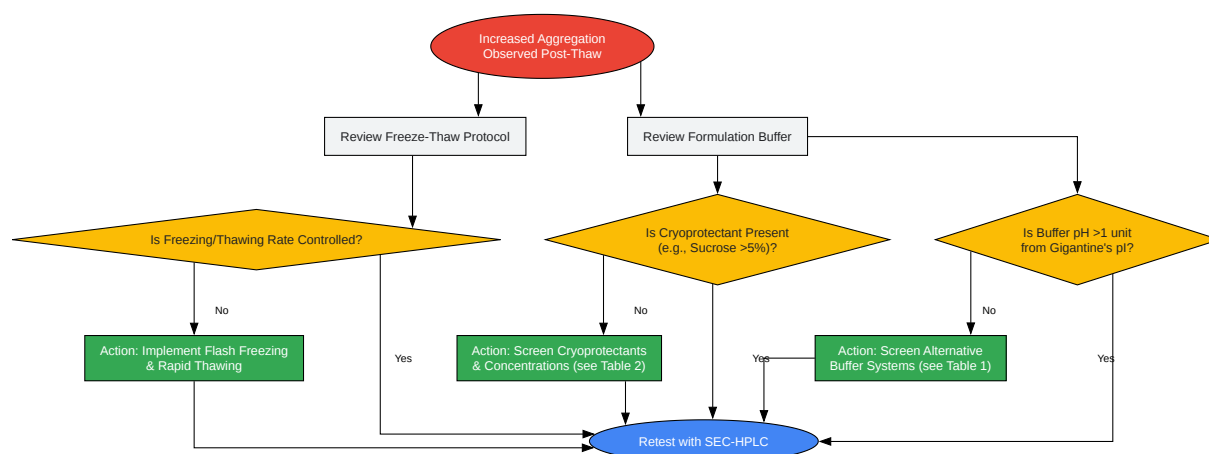 Increased Aggregation
Observed Post-Thaw
Review Freeze-Thaw Protocol
Review Formulation Buffer
Is Freezing/Thawing Rate Controlled?
Is Cryoprotectant Present
(e.g., Sucrose >5%)?
Is Buffer pH >1 unit
from Gigantine's pI?
No
No
No
Action: Implement Flash Freezing
& Rapid Thawing
Yes
Action: Screen Cryoprotectants
& Concentrations (see Table 2)
Yes
Action: Screen Alternative
Buffer Systems (see Table 1)
Yes
Retest with SEC-HPLC